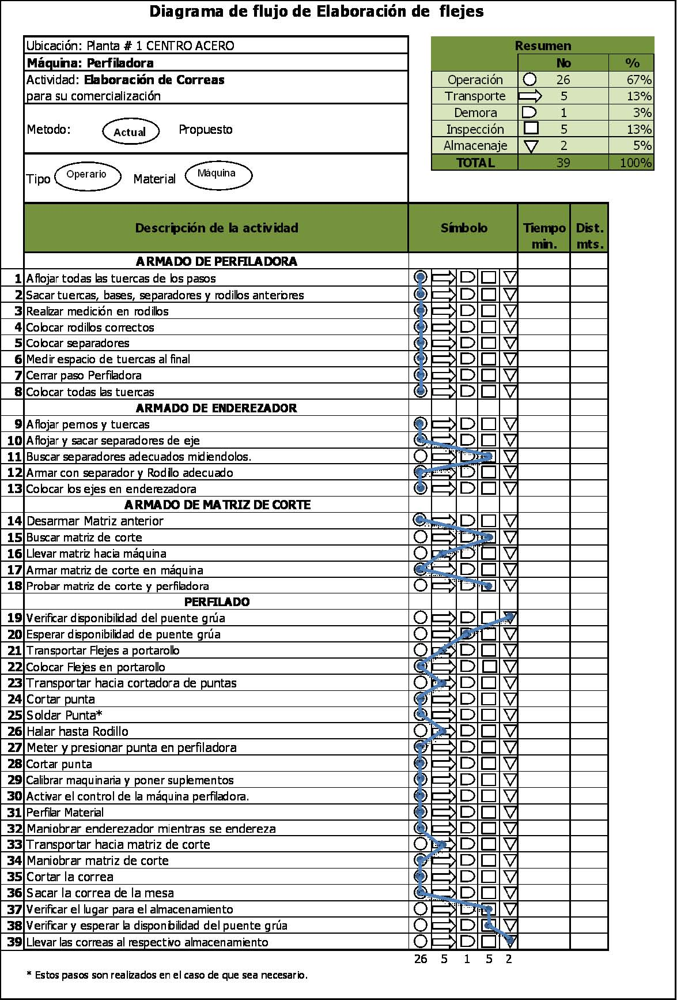 Diagrama de flujo de Elaboración de flejes
Ubicación: Planta # 1 CENTRO ACERO
Máquina: Perfiladora
Actividad: Elaboración de Correas
para su comercialización
Metodo: Actual Propuesto
Tipo Operario Material Máquina
Resumen
No %
Operación 26 67%
Transporte 5 13%
Demora 1 3%
Inspección 5 13%
Almacenaje 2 5%
TOTAL 39 100%
Descripción de la actividad Símbolo Tiempo min. Dist. mts.
ARMADO DE PERFILADORA
1 Aflojar todas las tuercas de los pasos
2 Sacar tuercas, bases, separadores y rodillos anteriores
3 Realizar medición en rodillos
4 Colocar rodillos correctos
5 Colocar separadores
6 Medir espacio de tuercas al final
7 Cerrar paso Perfiladora
8 Colocar todas las tuercas
ARMADO DE ENDEREZADOR
9 Aflojar pernos y tuercas
10 Aflojar y sacar separadores de eje
11 Buscar separadores adecuados midiendolos.
12 Armar con separador y Rodillo adecuado
13 Colocar los ejes en enderezadora
ARMADO DE MATRIZ DE CORTE
14 Desarmar Matriz anterior
15 Buscar matriz de corte
16 Llevar matriz hacia máquina
17 Armar matriz de corte en máquina
18 Probar matriz de corte y perfiladora
PERFILADO
19 Verificar disponibilidad del puente grúa
20 Esperar disponibilidad de puente grúa
21 Transportar Flejes a portarollo
22 Colocar Flejes en portarollo
23 Transportar hacia cortadora de puntas
24 Cortar punta
25 Soldar Punta*
26 Halar hasta Rodillo
27 Meter y presionar punta en perfiladora
28 Cortar punta
29 Calibrar maquinaria y poner suplementos
30 Activar el control de la máquina perfiladora.
31 Perfilar Material
32 Maniobrar enderezador mientras se endereza
33 Transportar hacia matriz de corte
34 Maniobrar matriz de corte
35 Cortar la correa
36 Sacar la correa de la mesa
37 Verificar el lugar para el almacenamiento
38 Verificar y esperar la disponibilidad del puente grúa
39 Llevar las correas al respectivo almacenamiento
26 5 1 5 2
* Estos pasos son realizados en el caso de que sea necesario.